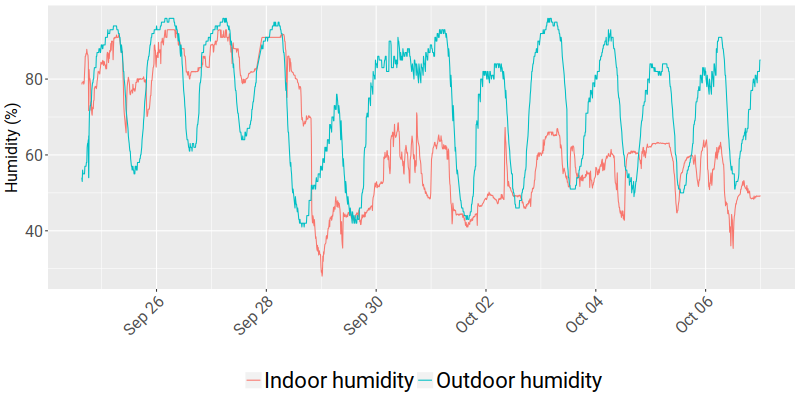 Humidity (%)
80
60
40
Sep 26
Sep 28
Sep 30
Oct 02
Oct 04
Oct 06
Indoor humidity Outdoor humidity